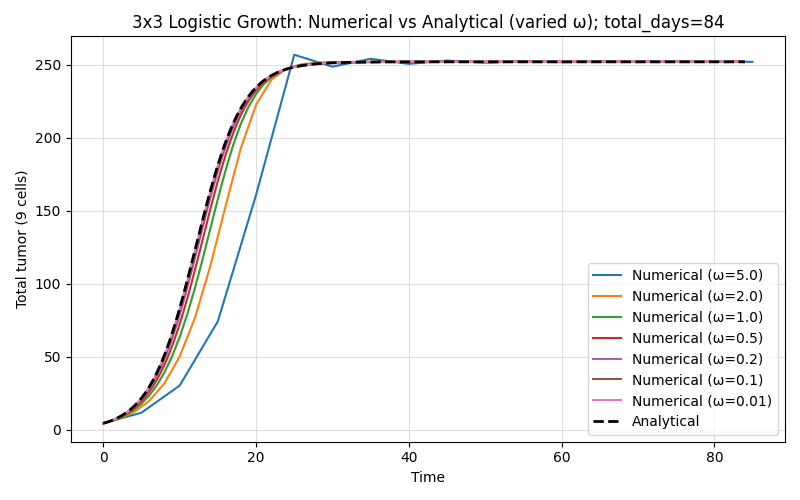 3x3 Logistic Growth: Numerical vs Analytical (varied ω); total_days=84
Total tumor (9 cells)
250
200
150
100
50
0
0
20
40
60
80
Time
Numerical (ω=5.0)
Numerical (ω=2.0)
Numerical (ω=1.0)
Numerical (ω=0.5)
Numerical (ω=0.2)
Numerical (ω=0.1)
Numerical (ω=0.01)
Analytical